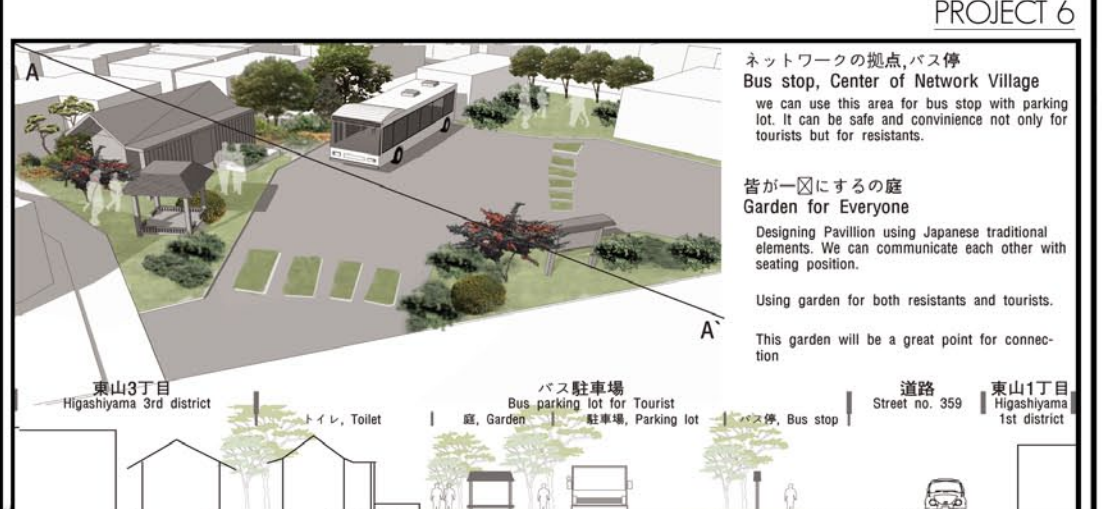 PROJECT 6
A
A`
ネットワークの拠点,バス停
Bus stop, Center of Network Village
we can use this area for bus stop with parking
lot. It can be safe and convinience not only for
tourists but for resistants.
皆が一☒にするの庭
Garden for Everyone
Designing Pavillion using Japanese traditional
elements. We can communicate each other with
seating position.
Using garden for both resistants and tourists.
This garden will be a great point for connec-
tion
東山3丁目
Higashiyama 3rd district
トイレ, Toilet
バス駐車場
Bus parking lot for Tourist
庭, Garden
駐車場, Parking lot
バス停, Bus stop
道路
Street no. 359
東山1丁目
Higashiyama
1st district